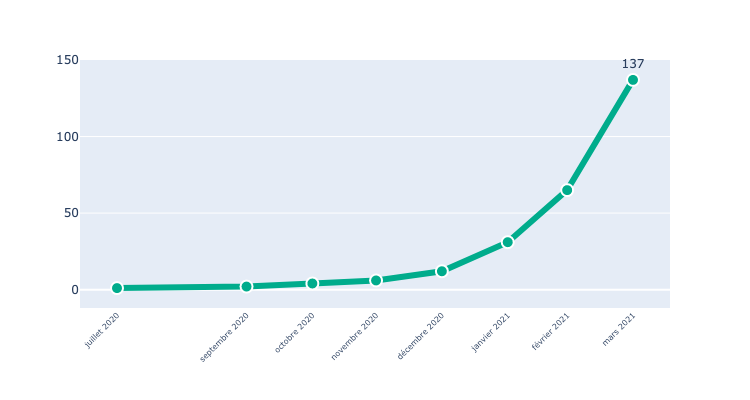 150
137
100
50
0
juillet 2020
septembre 2020
octobre 2020
novembre 2020
décembre 2020
janvier 2021
février 2021
mars 2021